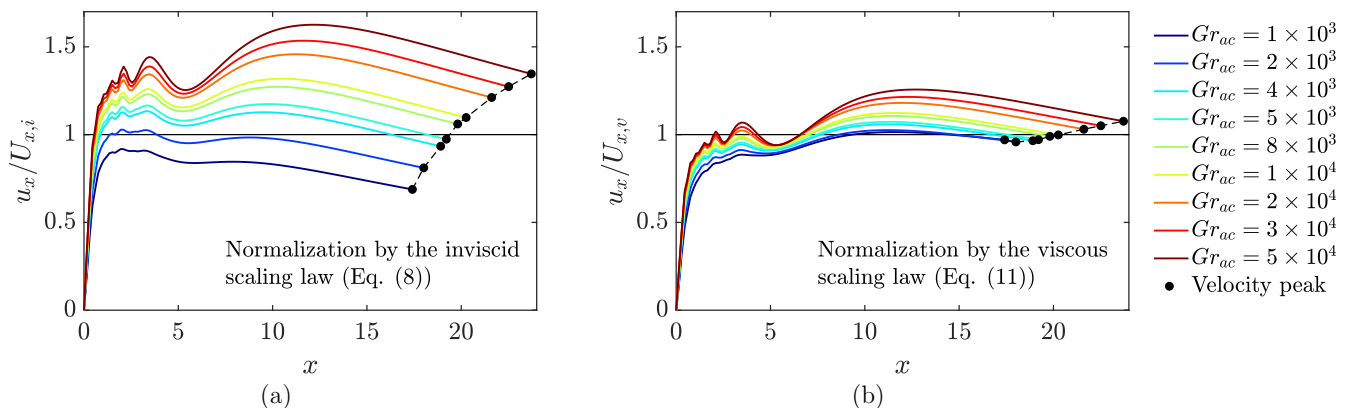 1.5
1
0.5
0
0 5 10 15 20
u_x/U_{x,i}
x
Normalization by the inviscid
scaling law (Eq. (8))
(a)
1.5
1
0.5
0
0 5 10 15 20
u_x/U_{x,v}
x
Normalization by the viscous
scaling law (Eq. (11))
(b)
Gr_{ac} = 1 × 10^3
Gr_{ac} = 2 × 10^3
Gr_{ac} = 4 × 10^3
Gr_{ac} = 5 × 10^3
Gr_{ac} = 8 × 10^3
Gr_{ac} = 1 × 10^4
Gr_{ac} = 2 × 10^4
Gr_{ac} = 3 × 10^4
Gr_{ac} = 5 × 10^4
Velocity peak